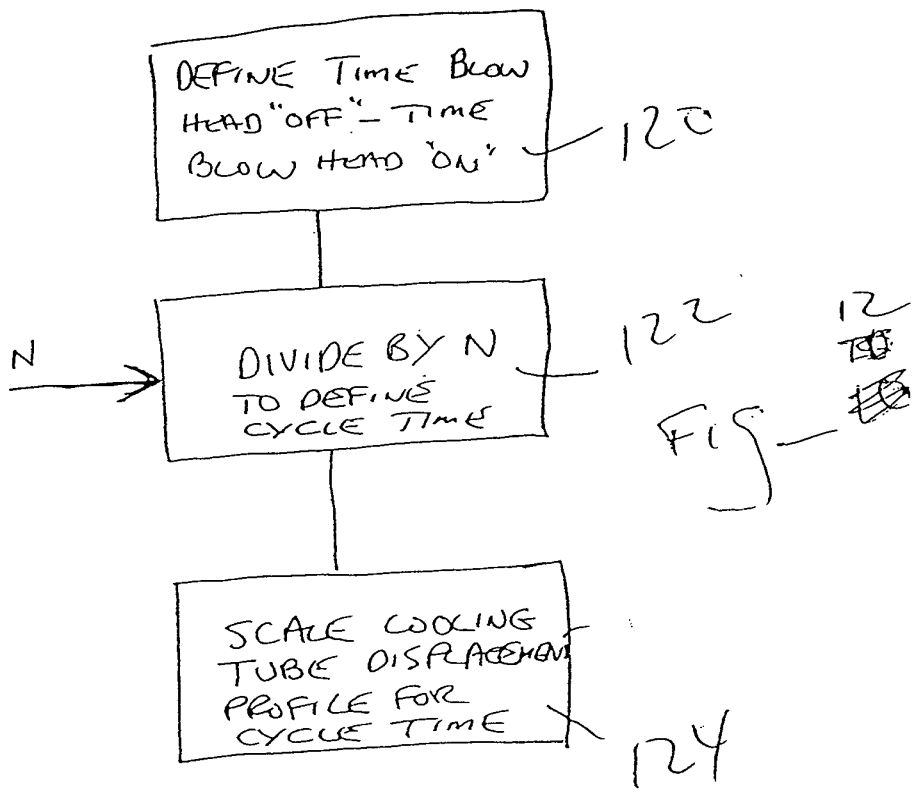 DEFINE TIME BLOW
HEAD "OFF" - TIME
BLOW HEAD "ON"
120
N
DIVIDE BY N
TO DEFINE
CYCLE TIME
122
Fig - 12
SCALE COOLING
TUBE DISPLACEMENT
PROFILE FOR
CYCLE TIME
124